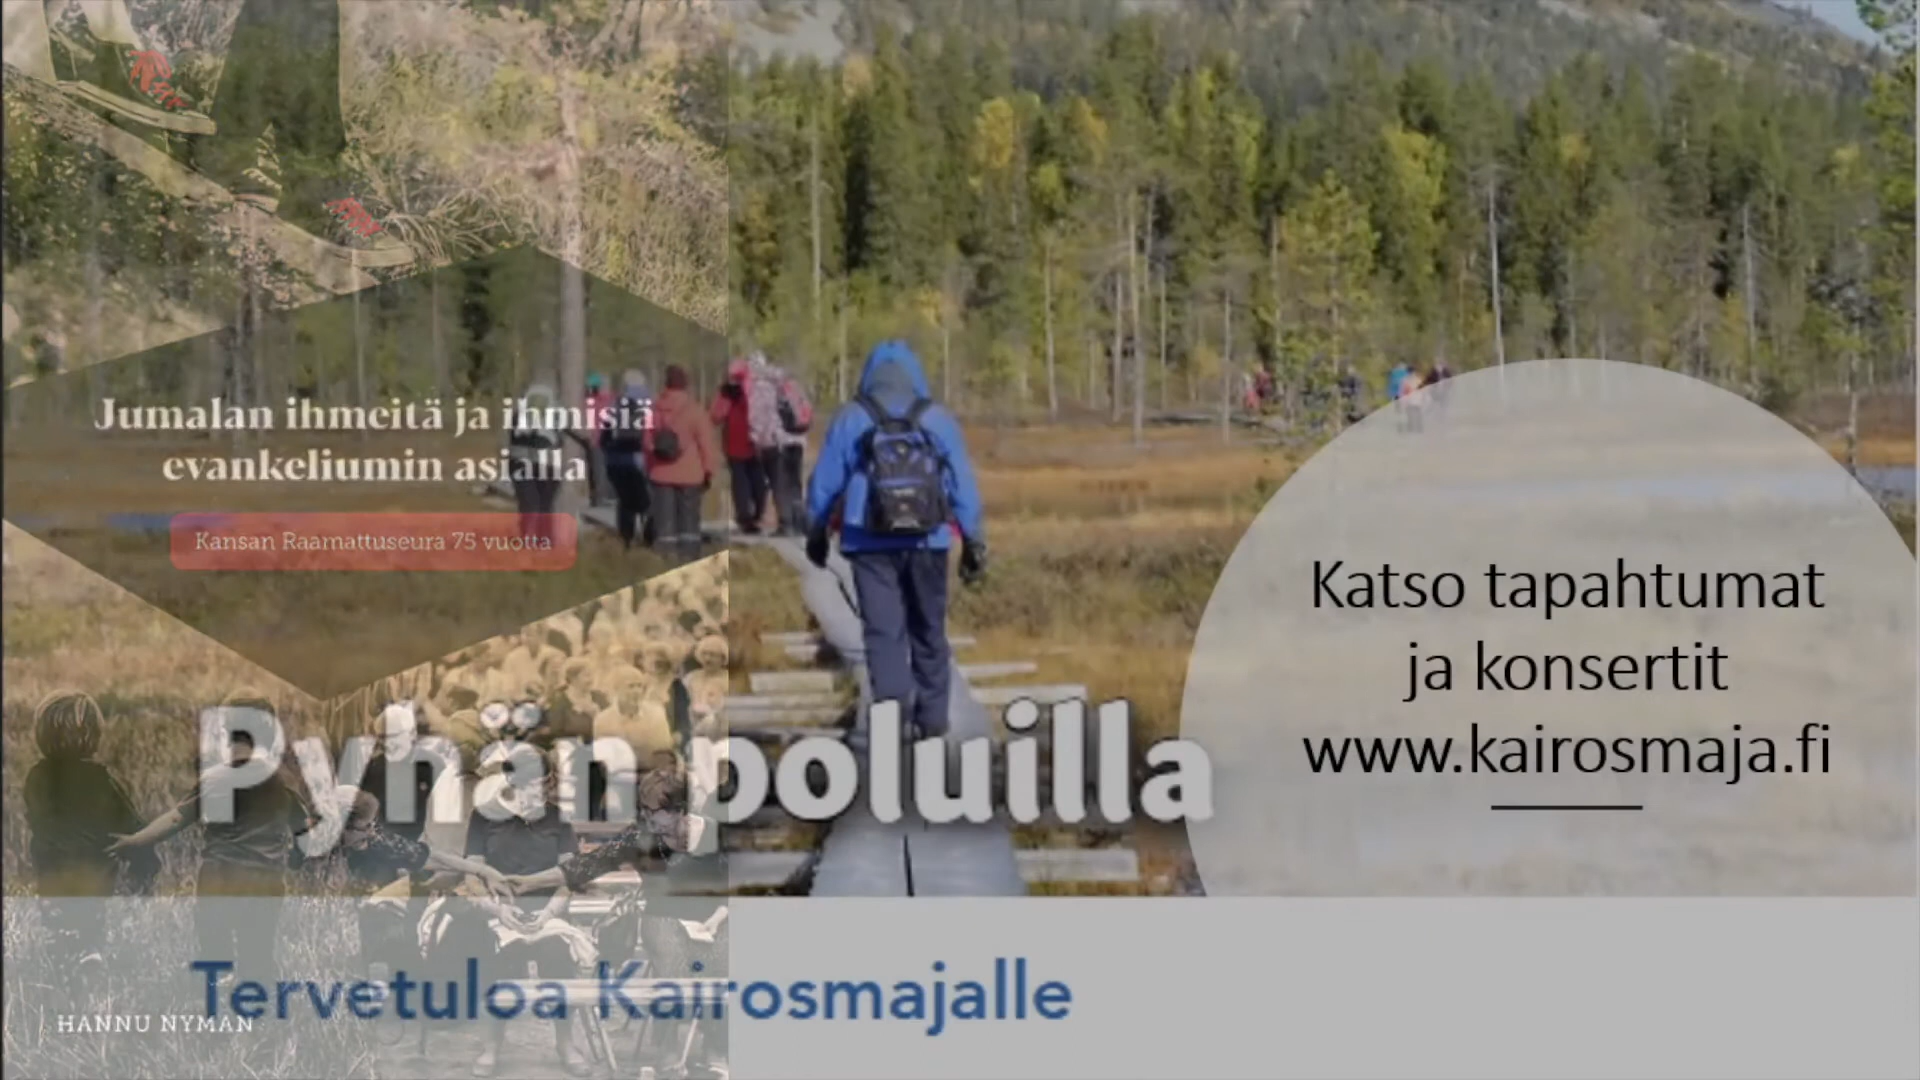 Jumalan ihmeitä ja ihmisiä
evankeliumin asialla
Kansan Raamattuseura 75 vuotta
Katso tapahtumat
ja konsertit
www.kairosmaja.fi
Pyhän poluilla
Tervetuloa Kairosmajalle
HANNU NYMAN